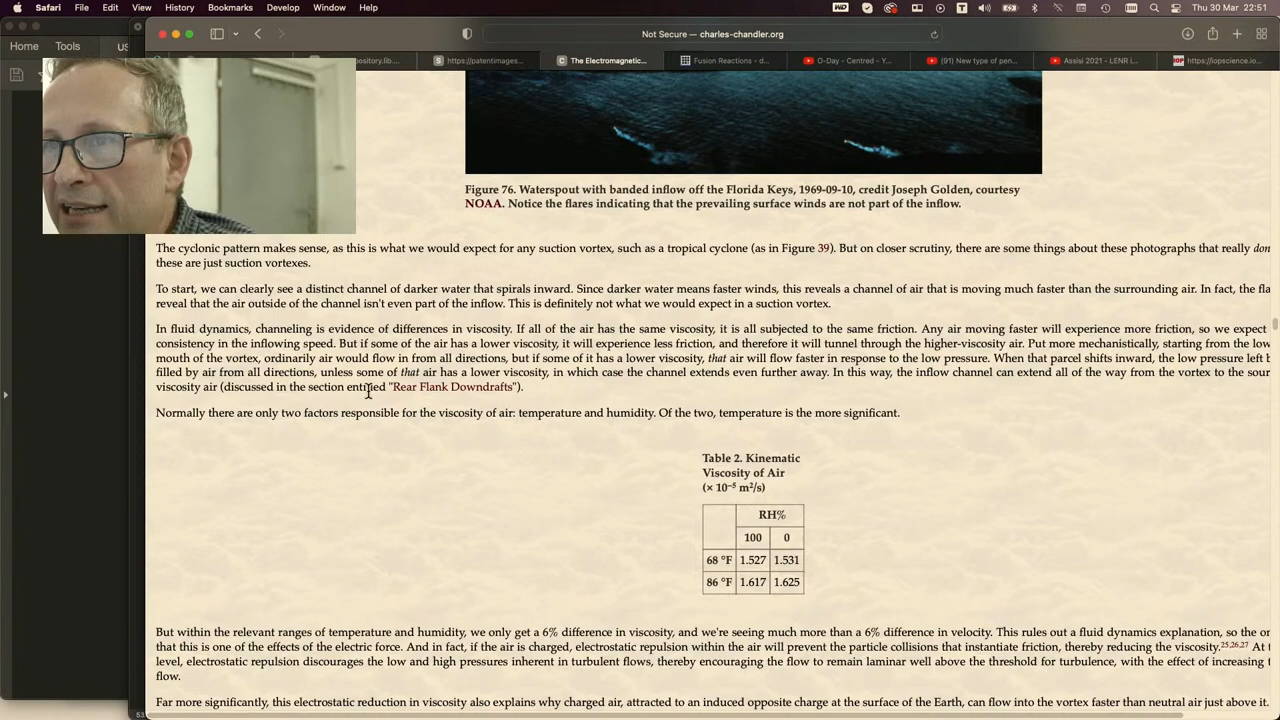 Safari File Edit View History Bookmarks Develop Window Help
Thu 30 Mar 22:51
Home Tools US
Not Secure — charles-chandler.org
ository.lib....
https://patentimages...
The Electromagnetic...
Fusion Reactions - d...
O-Day - Centred - Y...
(91) New type of pen...
Assisi 2021 - LENR i...
https://iopscience.io...
Figure 76. Waterspout with banded inflow off the Florida Keys, 1969-09-10, credit Joseph Golden, courtesy
NOAA. Notice the flares indicating that the prevailing surface winds are not part of the inflow.
The cyclonic pattern makes sense, as this is what we would expect for any suction vortex, such as a tropical cyclone (as in Figure 39). But on closer scrutiny, there are some things about these photographs that really don
these are just suction vortexes.
To start, we can clearly see a distinct channel of darker water that spirals inward. Since darker water means faster winds, this reveals a channel of air that is moving much faster than the surrounding air. In fact, the fla
reveal that the air outside of the channel isn't even part of the inflow. This is definitely not what we would expect in a suction vortex.
In fluid dynamics, channeling is evidence of differences in viscosity. If all of the air has the same viscosity, it is all subjected to the same friction. Any air moving faster will experience more friction, so we expect
consistency in the inflowing speed. But if some of the air has a lower viscosity, it will experience less friction, and therefore it will tunnel through the higher-viscosity air. Put more mechanistically, starting from the low
mouth of the vortex, ordinarily air would flow in from all directions, but if some of it has a lower viscosity, that air will flow faster in response to the low pressure. When that parcel shifts inward, the low pressure left b
filled by air from all directions, unless some of that air has a lower viscosity, in which case the channel extends even further away. In this way, the inflow channel can extend all of the way from the vortex to the sour
viscosity air (discussed in the section entitled "Rear Flank Downdrafts").
Normally there are only two factors responsible for the viscosity of air: temperature and humidity. Of the two, temperature is the more significant.
Table 2. Kinematic
Viscosity of Air
(× 10⁻⁵ m²/s)
RH%
100 0
68 °F 1.527 1.531
86 °F 1.617 1.625
But within the relevant ranges of temperature and humidity, we only get a 6% difference in viscosity, and we're seeing much more than a 6% difference in velocity. This rules out a fluid dynamics explanation, so the or
that this is one of the effects of the electric force. And in fact, if the air is charged, electrostatic repulsion within the air will prevent the particle collisions that instantiate friction, thereby reducing the viscosity.25,26,27 At t
level, electrostatic repulsion discourages the low and high pressures inherent in turbulent flows, thereby encouraging the flow to remain laminar well above the threshold for turbulence, with the effect of increasing t
flow.
Far more significantly, this electrostatic reduction in viscosity also explains why charged air, attracted to an induced opposite charge at the surface of the Earth, can flow into the vortex faster than neutral air just above it.